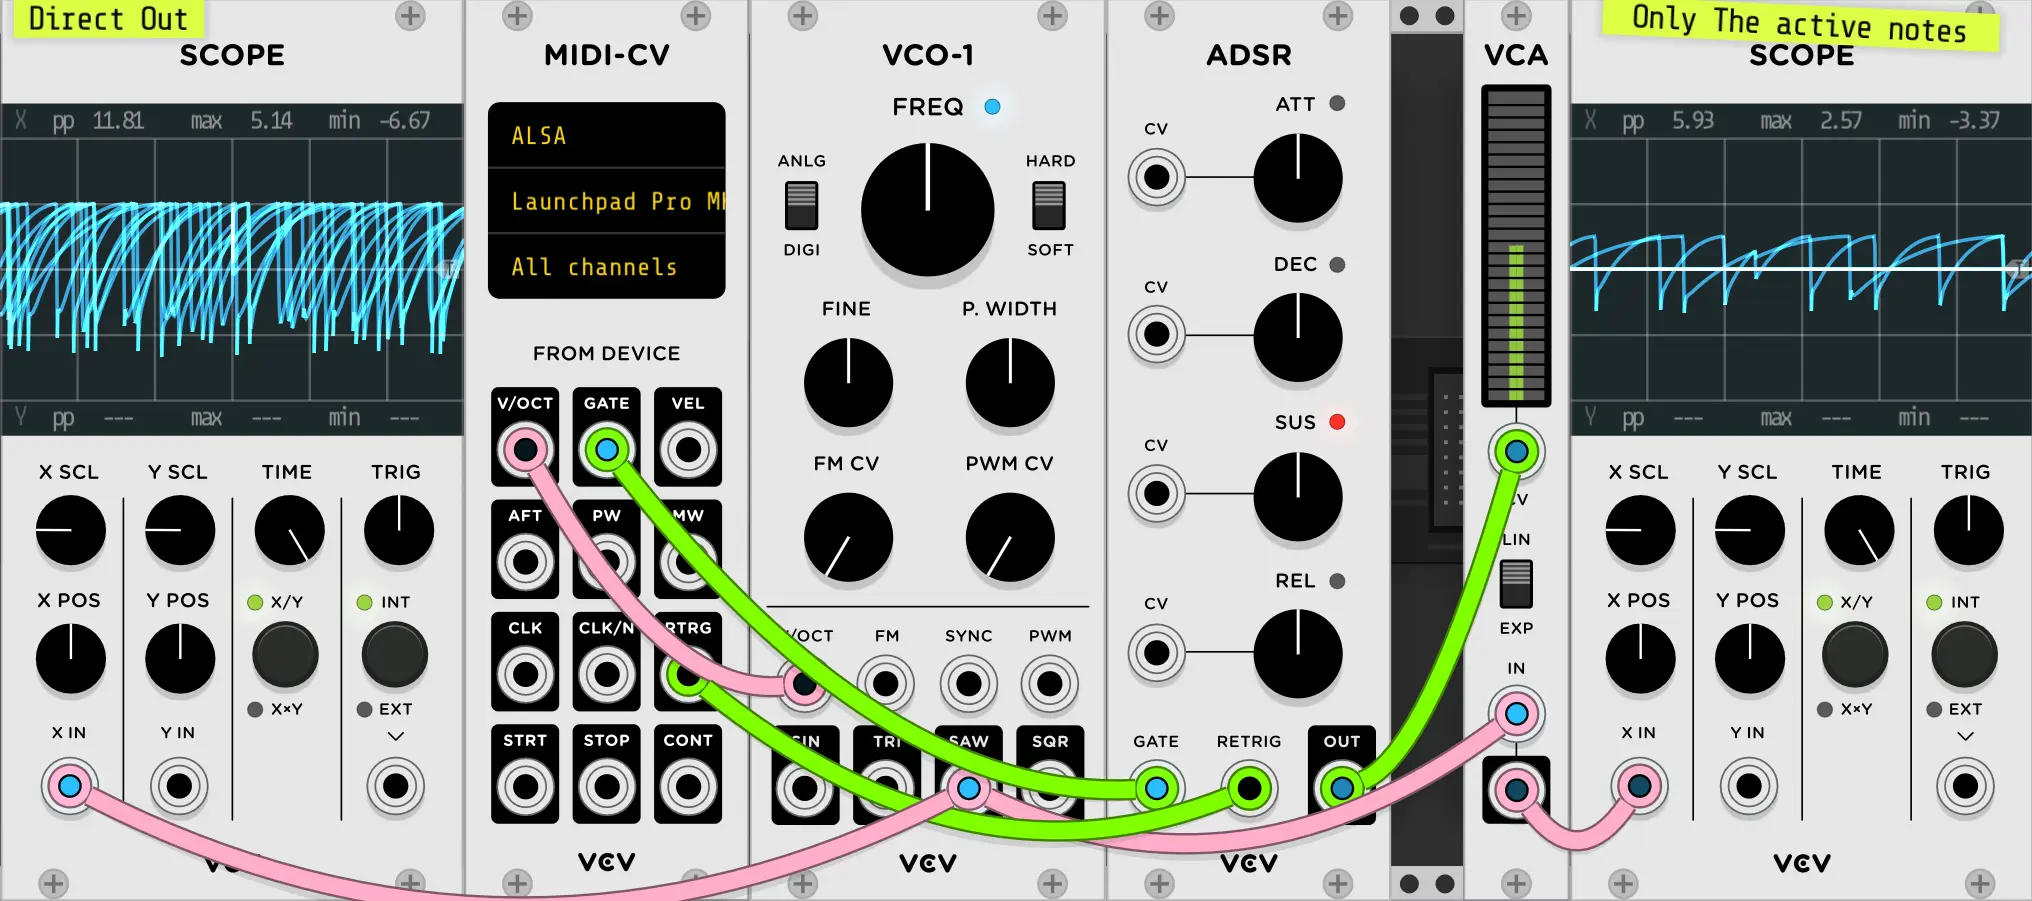 Direct Out
SCOPE
X pp 11.81 max 5.14 min -6.67
Y pp --- max --- min ---
X SCL Y SCL TIME TRIG
X POS Y POS X/Y INT
X×Y EXT
X IN Y IN
MIDI-CV
ALSA
Launchpad Pro
All channels
FROM DEVICE
V/OCT GATE VEL
AFT PW MW
CLK CLK/N RTRG
STRT STOP CONT
VCV
VCO-1
FREQ
ANLG HARD
DIGI SOFT
FINE P. WIDTH
FM CV PWM CV
V/OCT FM SYNC PWM
SIN TRI SAW SQR
VCV
ADSR
ATT
CV
DEC
CV
SUS
CV
REL
CV
GATE RETRIG OUT
VCV
VCA
CV
LIN
EXP
IN
Only The active notes
SCOPE
X pp 5.93 max 2.57 min -3.37
Y pp --- max --- min ---
X SCL Y SCL TIME TRIG
X POS Y POS X/Y INT
X×Y EXT
X IN Y IN
VCV